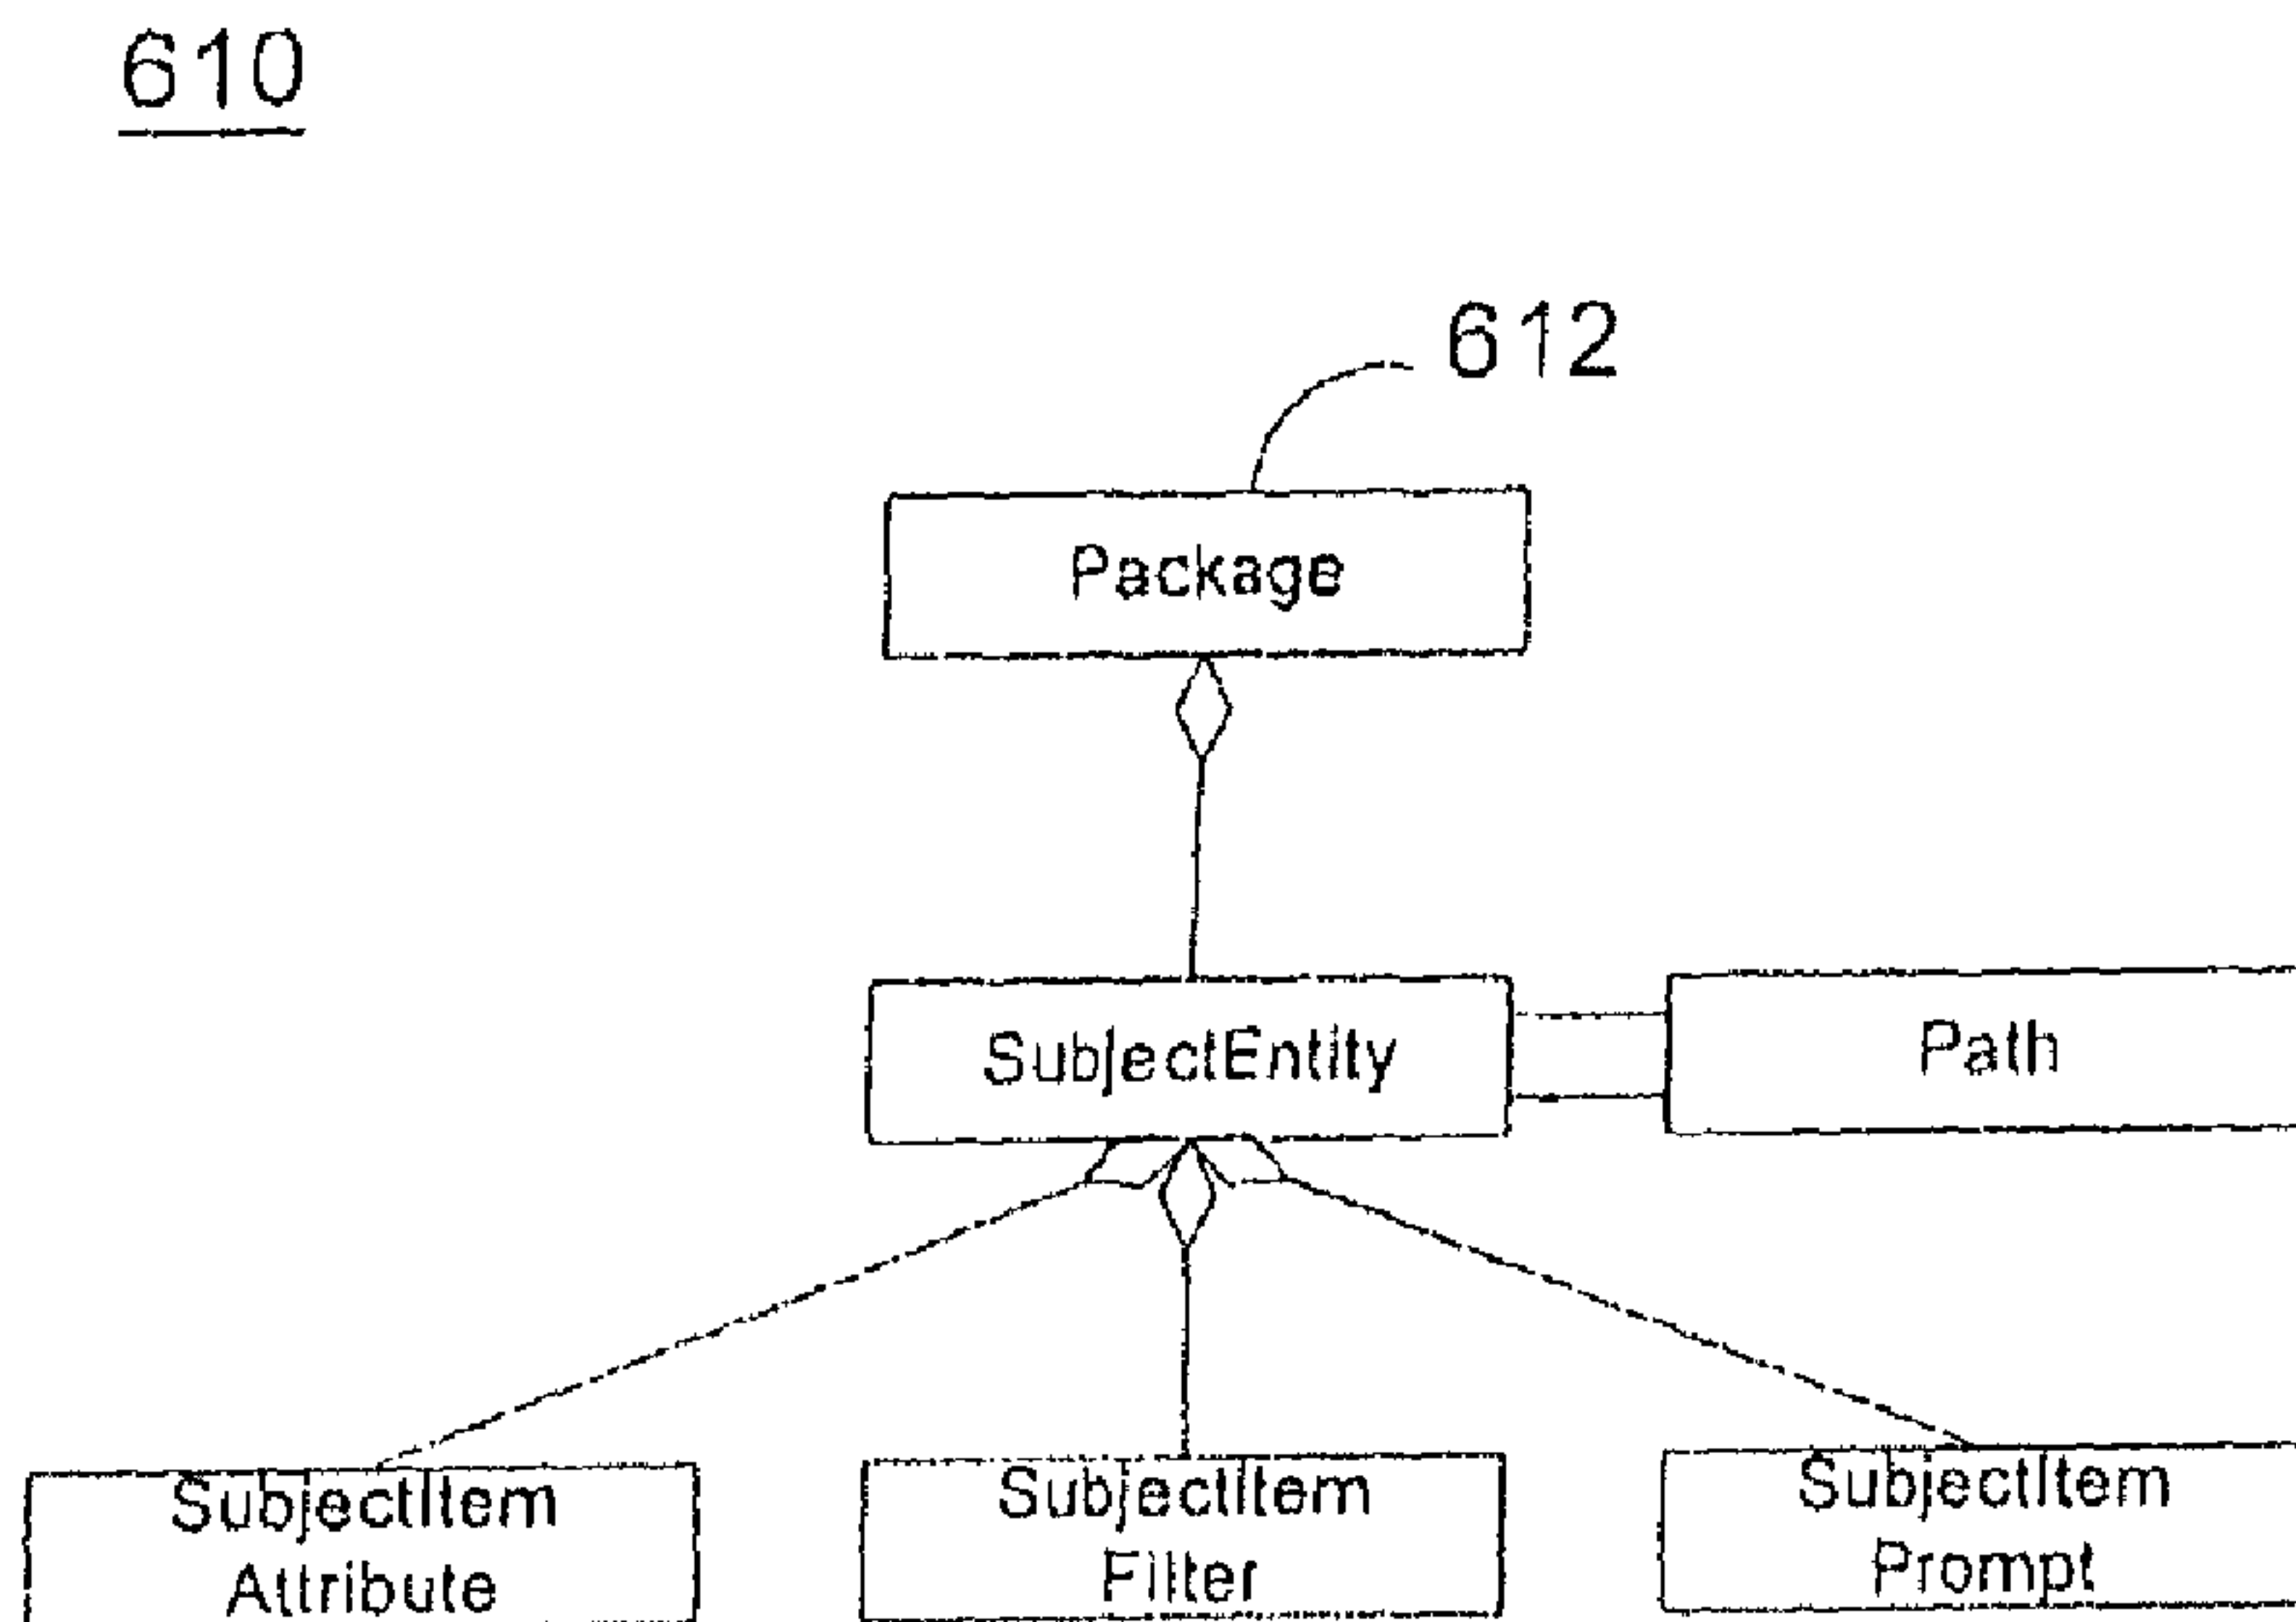 610
612
Package
SubjectEntity
Path
SubjectItem
Attribute
SubjectItem
Filter
SubjectItem
Prompt